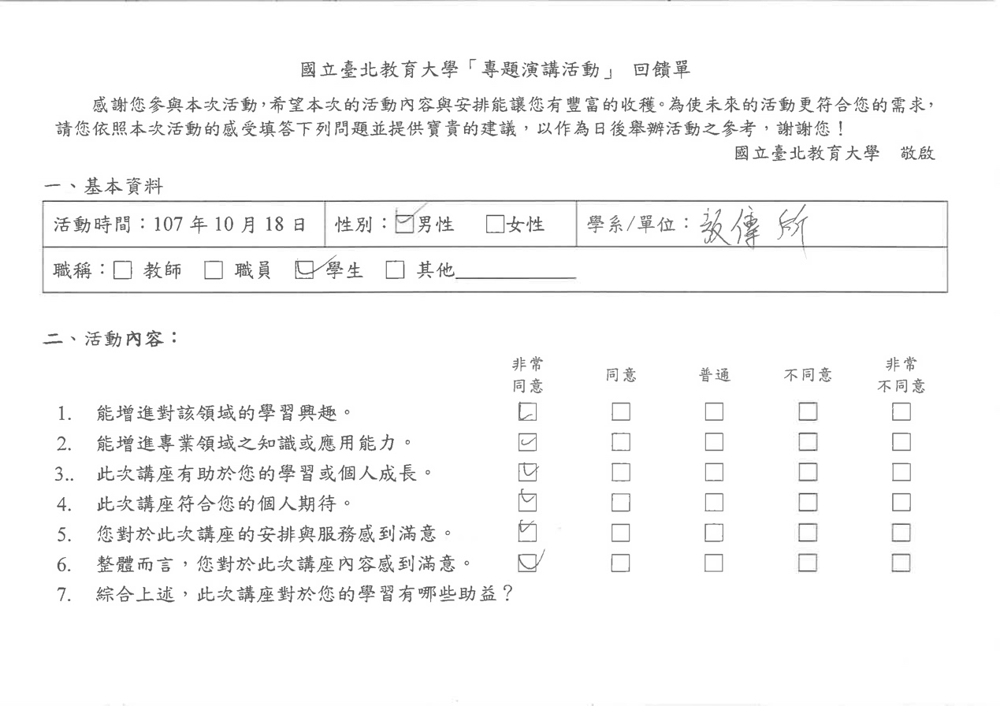 國立臺北教育大學「專題演講活動」 回饋單
感謝您參與本次活動,希望本次的活動內容與安排能讓您有豐富的收穫。為使未來的活動更符合您的需求,
請您依照本次活動的感受填答下列問題並提供寶貴的建議,以作為日後舉辦活動之參考,謝謝您!
國立臺北教育大學 敬啟
一、基本資料
活動時間:107 年 10 月 18 日 性別:☑男性 □女性 學系/單位:教傳所
職稱:□ 教師 □ 職員 ☑ 學生 □ 其他________
二、活動內容:
非常同意 同意 普通 不同意 非常不同意
1. 能增進對該領域的學習興趣。 ☑ □ □ □ □
2. 能增進專業領域之知識或應用能力。 ☑ □ □ □ □
3.. 此次講座有助於您的學習或個人成長。 ☑ □ □ □ □
4. 此次講座符合您的個人期待。 ☑ □ □ □ □
5. 您對於此次講座的安排與服務感到滿意。 ☑ □ □ □ □
6. 整體而言,您對於此次講座內容感到滿意。 ☑ □ □ □ □
7. 綜合上述,此次講座對於您的學習有哪些助益?